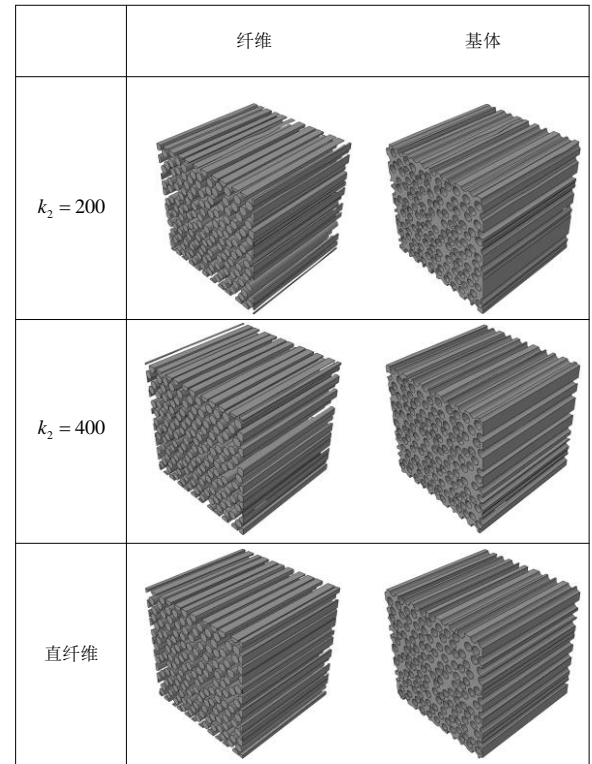 纤维
基体
k₂ = 200
k₂ = 400
直纤维